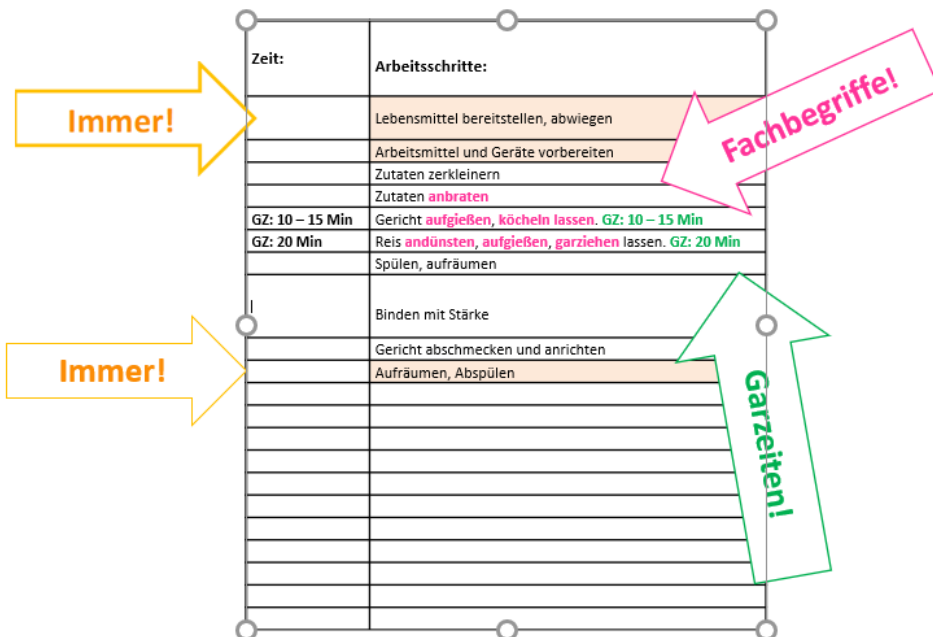 Zeit:
Arbeitsschritte:
Immer!
Lebensmittel bereitstellen, abwiegen
Fachbegriffe!
Arbeitsmittel und Geräte vorbereiten
Zutaten zerkleinern
Zutaten anbraten
GZ: 10 – 15 Min
Gericht aufgießen, köcheln lassen. GZ: 10 – 15 Min
GZ: 20 Min
Reis andünsten, aufgießen, garziehen lassen. GZ: 20 Min
Spülen, aufräumen
Binden mit Stärke
Gericht abschmecken und anrichten
Immer!
Aufräumen, Abspülen
Garzeiten!